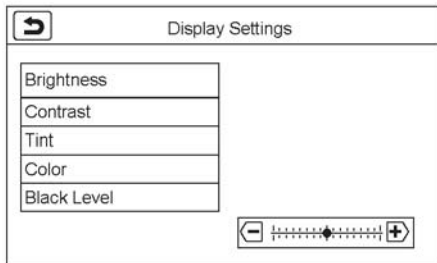 Display Settings
Brightness
Contrast
Tint
Color
Black Level